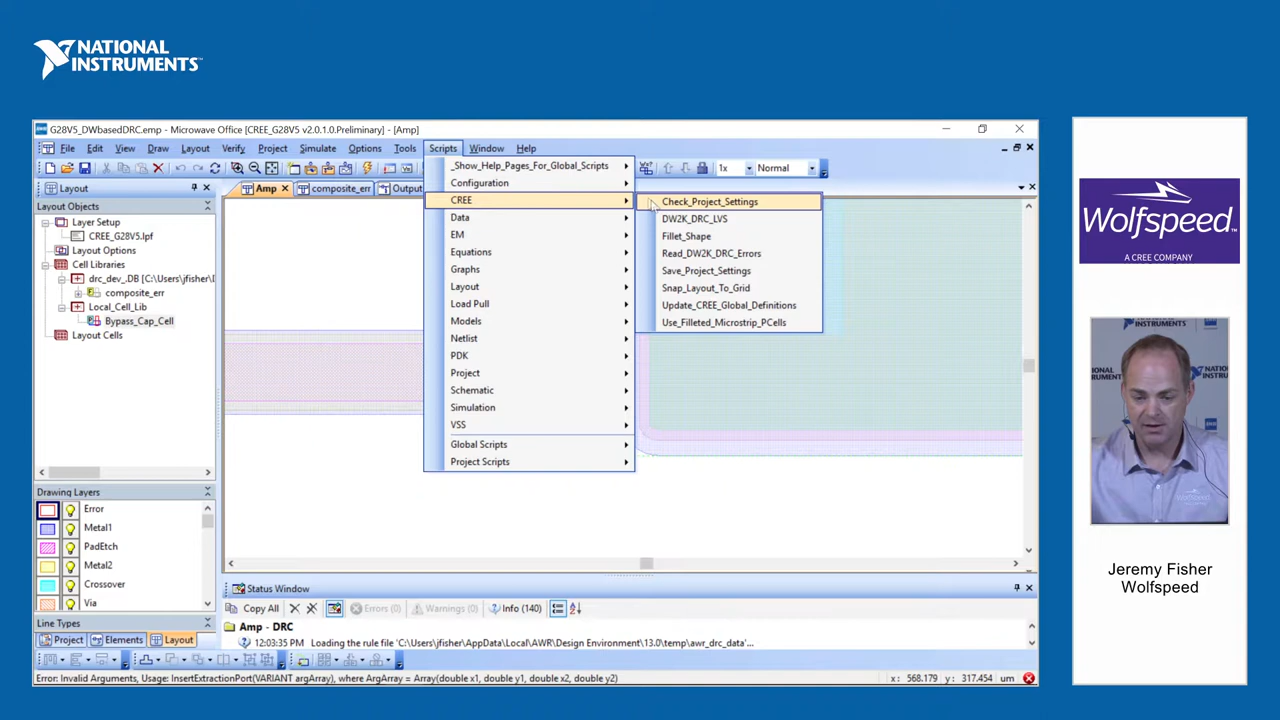 NATIONAL
INSTRUMENTS
G28V5_DWbasedDRC.emp - Microwave Office [CREE_G28V5 v2.0.1.0.Preliminary] - [Amp]
File Edit View Draw Layout Verify Project Simulate Options Tools Scripts Window Help
1x Normal
Layout
Amp composite_err Output
Layout Objects
Layer Setup
CREE_G28V5.lpf
Layout Options
Cell Libraries
drc_dev_.DB [C:\Users\jfisher\D
composite_err
Local_Cell_Lib
Bypass_Cap_Cell
Layout Cells
_Show_Help_Pages_For_Global_Scripts
Configuration
CREE
Data
EM
Equations
Graphs
Layout
Load Pull
Models
Netlist
PDK
Project
Schematic
Simulation
VSS
Global Scripts
Project Scripts
Check_Project_Settings
DW2K_DRC_LVS
Fillet_Shape
Read_DW2K_DRC_Errors
Save_Project_Settings
Snap_Layout_To_Grid
Update_CREE_Global_Definitions
Use_Filleted_Microstrip_PCells
Drawing Layers
Error
Metal1
PadEtch
Metal2
Crossover
Via
Line Types
Project Elements Layout
Status Window
Copy All Errors (0) Warnings (0) Info (140)
Amp - DRC
12:03:35 PM Loading the rule file 'C:\Users\jfisher\AppData\Local\AWR\Design Environment\13.0\temp\awr_drc_data'...
Error: Invalid Arguments, Usage: InsertExtractionPort(VARIANT argArray), where ArgArray = Array(double x1, double y1, double x2, double y2)
x: 568.179 y: 317.454 um
Wolfspeed
A CREE COMPANY
NATIONAL
INSTRUMENTS
Wolfspeed
Jeremy Fisher
Wolfspeed